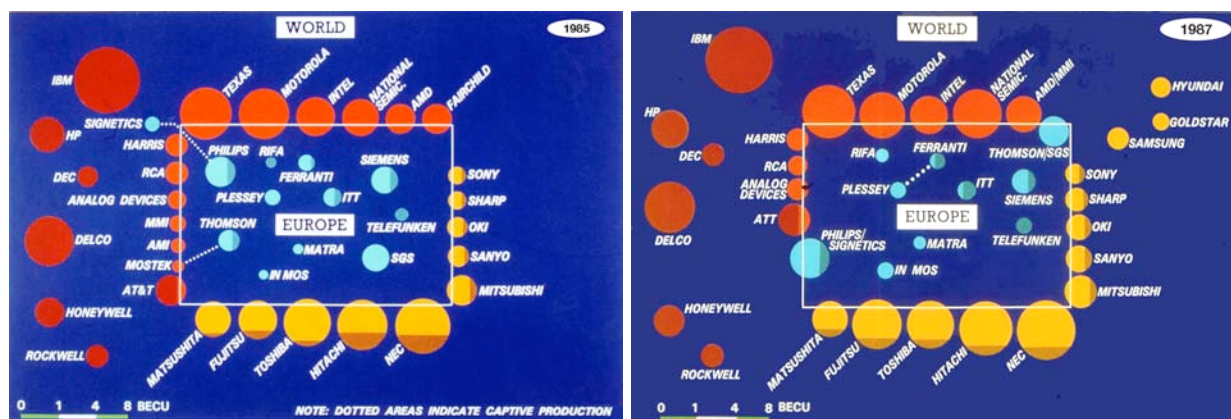 WORLD
1985
IBM
TEXAS
MOTOROLA
INTEL
NATIONAL
SEMIC.
AMD
FAIRCHILD
SIGNETICS
HP
HARRIS
PHILIPS
RIFA
FERRANTI
SIEMENS
DEC
RCA
SONY
ANALOG DEVICES
PLESSEY
ITT
SHARP
MMI
THOMSON
EUROPE
TELEFUNKEN
OKI
DELCO
AMI
MATRA
MOSTEK
SGS
SANYO
AT&T
IN MOS
MITSUBISHI
HONEYWELL
ROCKWELL
MATSUSHITA
FUJITSU
TOSHIBA
HITACHI
NEC
0 1 4 8 BECU
NOTE: DOTTED AREAS INDICATE CAPTIVE PRODUCTION
WORLD
1987
IBM
TEXAS
MOTOROLA
INTEL
NATIONAL
SEMIC.
AMD/MMI
HYUNDAI
GOLDSTAR
SAMSUNG
HP
HARRIS
DEC
RIFA
FERRANTI
THOMSON/SGS
RCA
SONY
ANALOG
DEVICES
PLESSEY
ITT
SIEMENS
SHARP
ATT
EUROPE
TELEFUNKEN
OKI
DELCO
PHILIPS/
SIGNETICS
MATRA
SANYO
IN MOS
MITSUBISHI
HONEYWELL
ROCKWELL
MATSUSHITA
FUJITSU
TOSHIBA
HITACHI
NEC
0 1 4 8 BECU